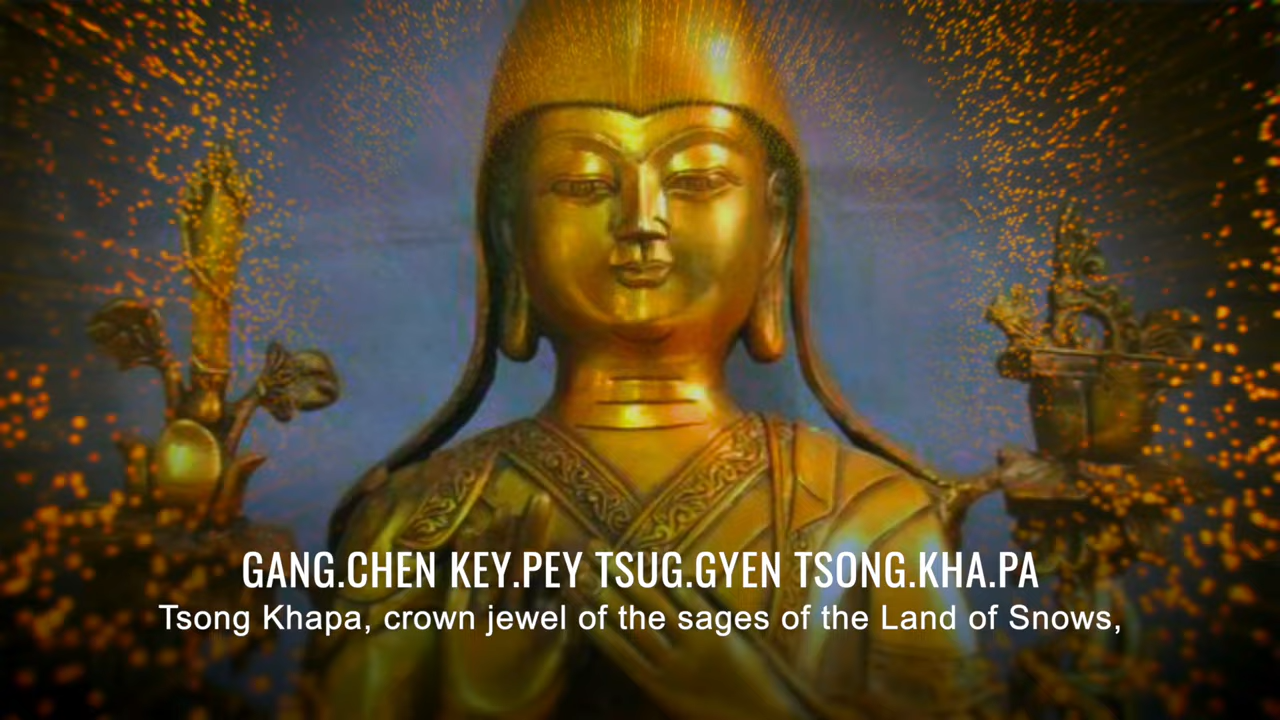 GANG.CHEN KEY.PEY TSUG.GYEN TSONG.KHA.PA
Tsong Khapa, crown jewel of the sages of the Land of Snows,